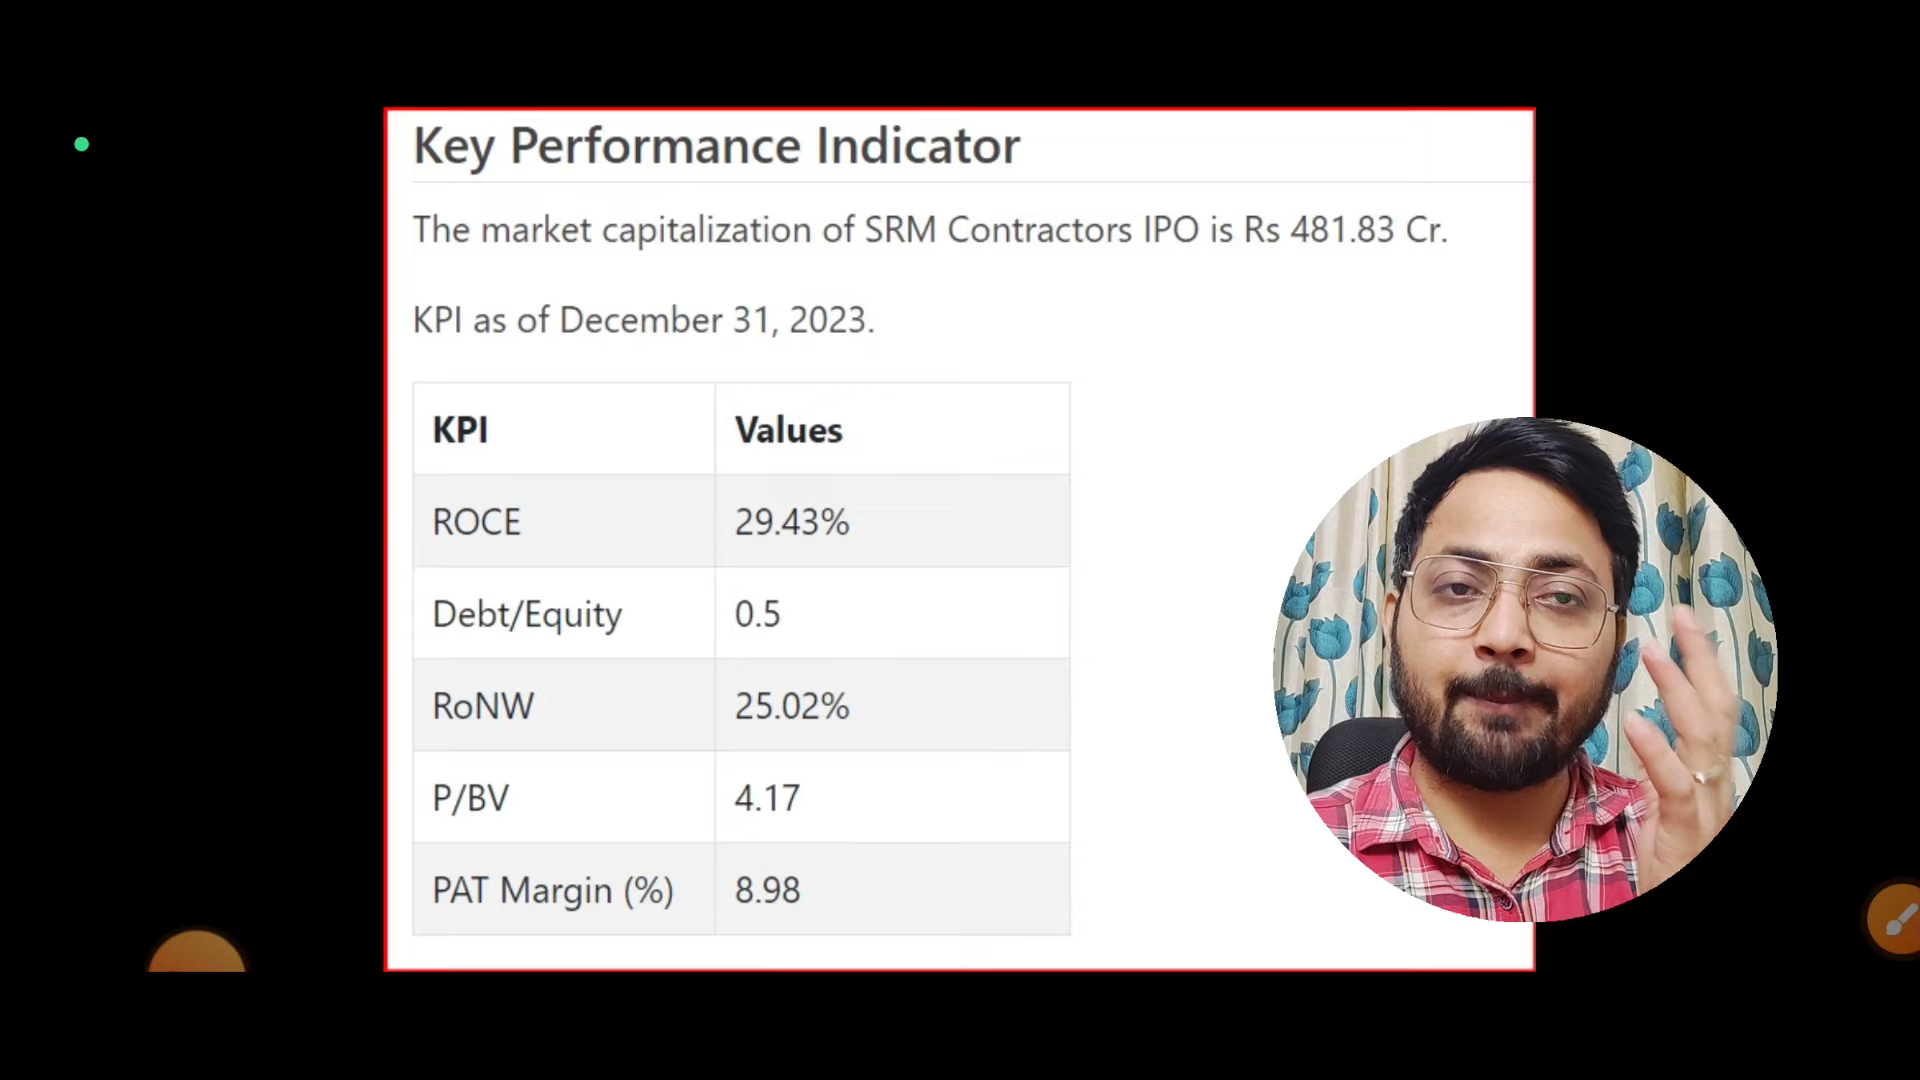 Key Performance Indicator
The market capitalization of SRM Contractors IPO is Rs 481.83 Cr.
KPI as of December 31, 2023.
KPI Values
ROCE 29.43%
Debt/Equity 0.5
RoNW 25.02%
P/BV 4.17
PAT Margin (%) 8.98